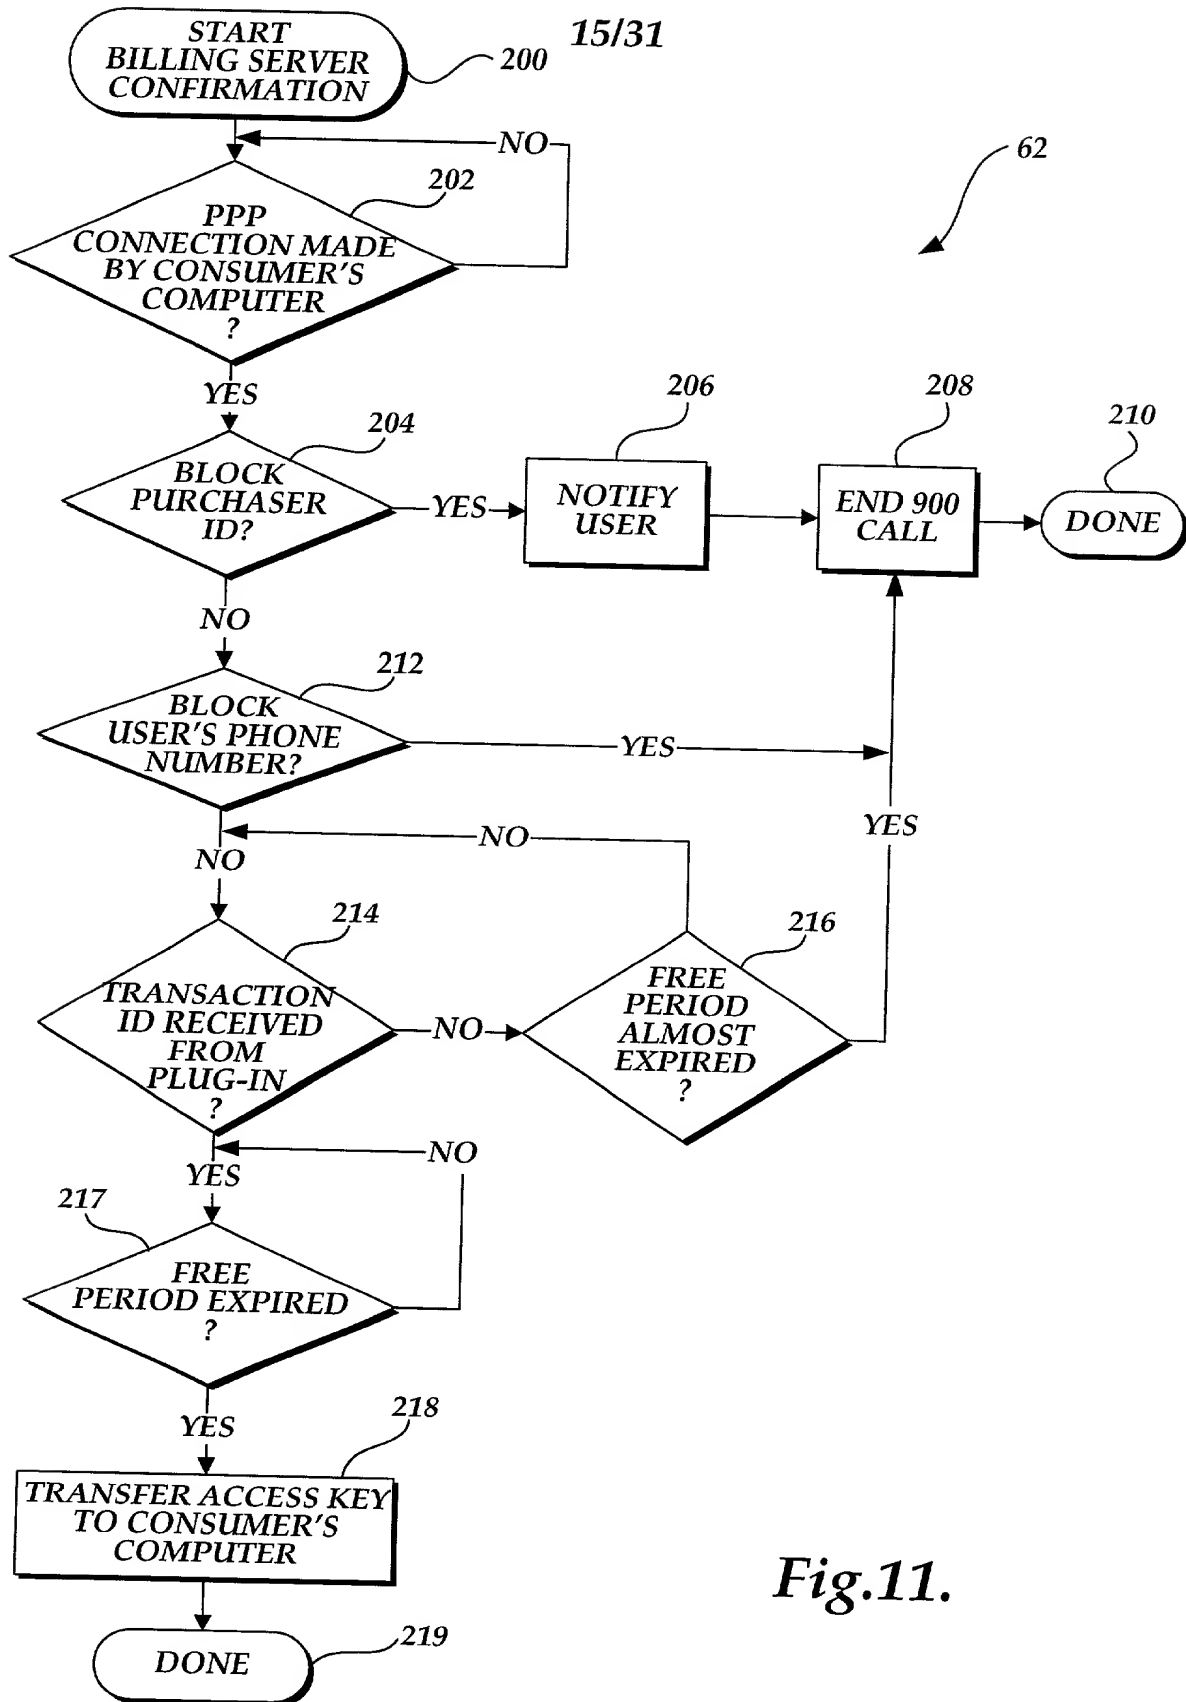 START
BILLING SERVER
CONFIRMATION
15/31
200
NO
62
202
PPP
CONNECTION MADE
BY CONSUMER'S
COMPUTER
?
YES
204
BLOCK
PURCHASER
ID?
YES
206
NOTIFY
USER
208
END 900
CALL
210
DONE
NO
212
BLOCK
USER'S PHONE
NUMBER?
YES
YES
NO
NO
214
TRANSACTION
ID RECEIVED
FROM
PLUG-IN
?
NO
216
FREE
PERIOD
ALMOST
EXPIRED
?
NO
YES
217
FREE
PERIOD EXPIRED
?
YES
218
TRANSFER ACCESS KEY
TO CONSUMER'S
COMPUTER
219
DONE
Fig.11.